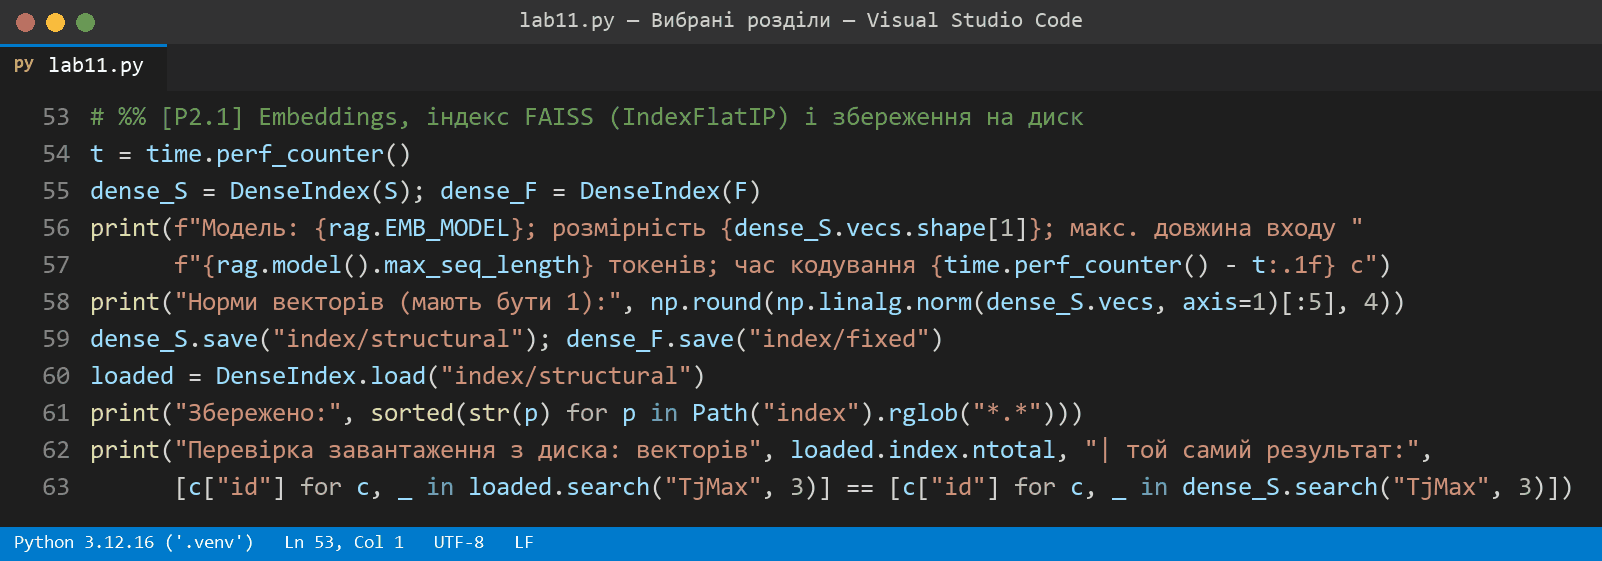 lab11.py — Вибрані розділи — Visual Studio Code
py lab11.py
53 # %% [P2.1] Embeddings, індекс FAISS (IndexFlatIP) і збереження на диск
54 t = time.perf_counter()
55 dense_S = DenseIndex(S); dense_F = DenseIndex(F)
56 print(f"Модель: {rag.EMB_MODEL}; розмірність {dense_S.vecs.shape[1]}; макс. довжина входу "
57       f"{rag.model().max_seq_length} токенів; час кодування {time.perf_counter() - t:.1f} с")
58 print("Норми векторів (мають бути 1):", np.round(np.linalg.norm(dense_S.vecs, axis=1)[:5], 4))
59 dense_S.save("index/structural"); dense_F.save("index/fixed")
60 loaded = DenseIndex.load("index/structural")
61 print("Збережено:", sorted(str(p) for p in Path("index").rglob("*.*")))
62 print("Перевірка завантаження з диска: векторів", loaded.index.ntotal, "| той самий результат:",
63       [c["id"] for c, _ in loaded.search("TjMax", 3)] == [c["id"] for c, _ in dense_S.search("TjMax", 3)])
Python 3.12.16 ('.venv') Ln 53, Col 1 UTF-8 LF